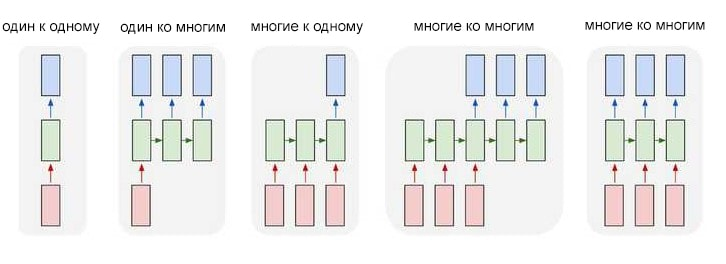 один к одному
один ко многим
многие к одному
многие ко многим
многие ко многим